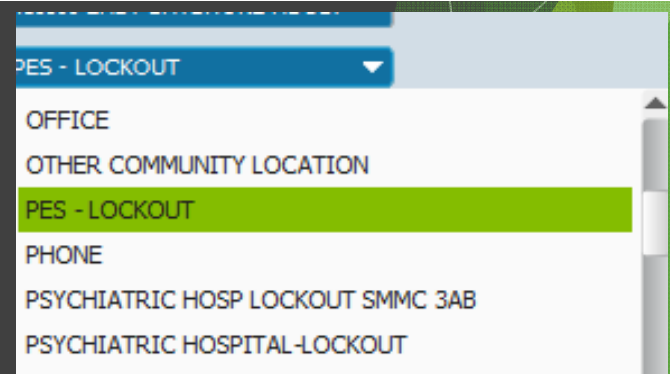 PES - LOCKOUT
OFFICE
OTHER COMMUNITY LOCATION
PES - LOCKOUT
PHONE
PSYCHIATRIC HOSP LOCKOUT SMMC 3AB
PSYCHIATRIC HOSPITAL-LOCKOUT